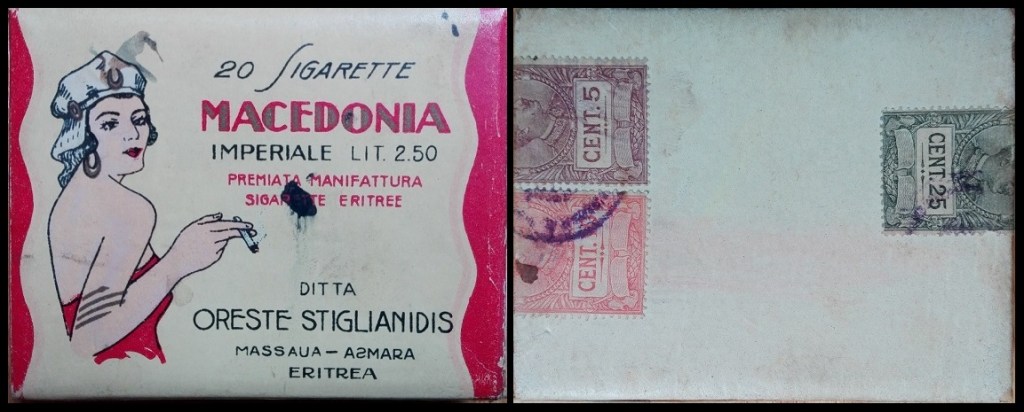 20 SIGARETTE
MACEDONIA
IMPERIALE LIT. 2.50
PREMIATA MANIFATTURA
SIGARETTE ERITREE
DITTA
ORESTE STIGLIANIDIS
MASSAUA — ASMARA
ERITREA
CENT. 5
CENT.
CENT. 25